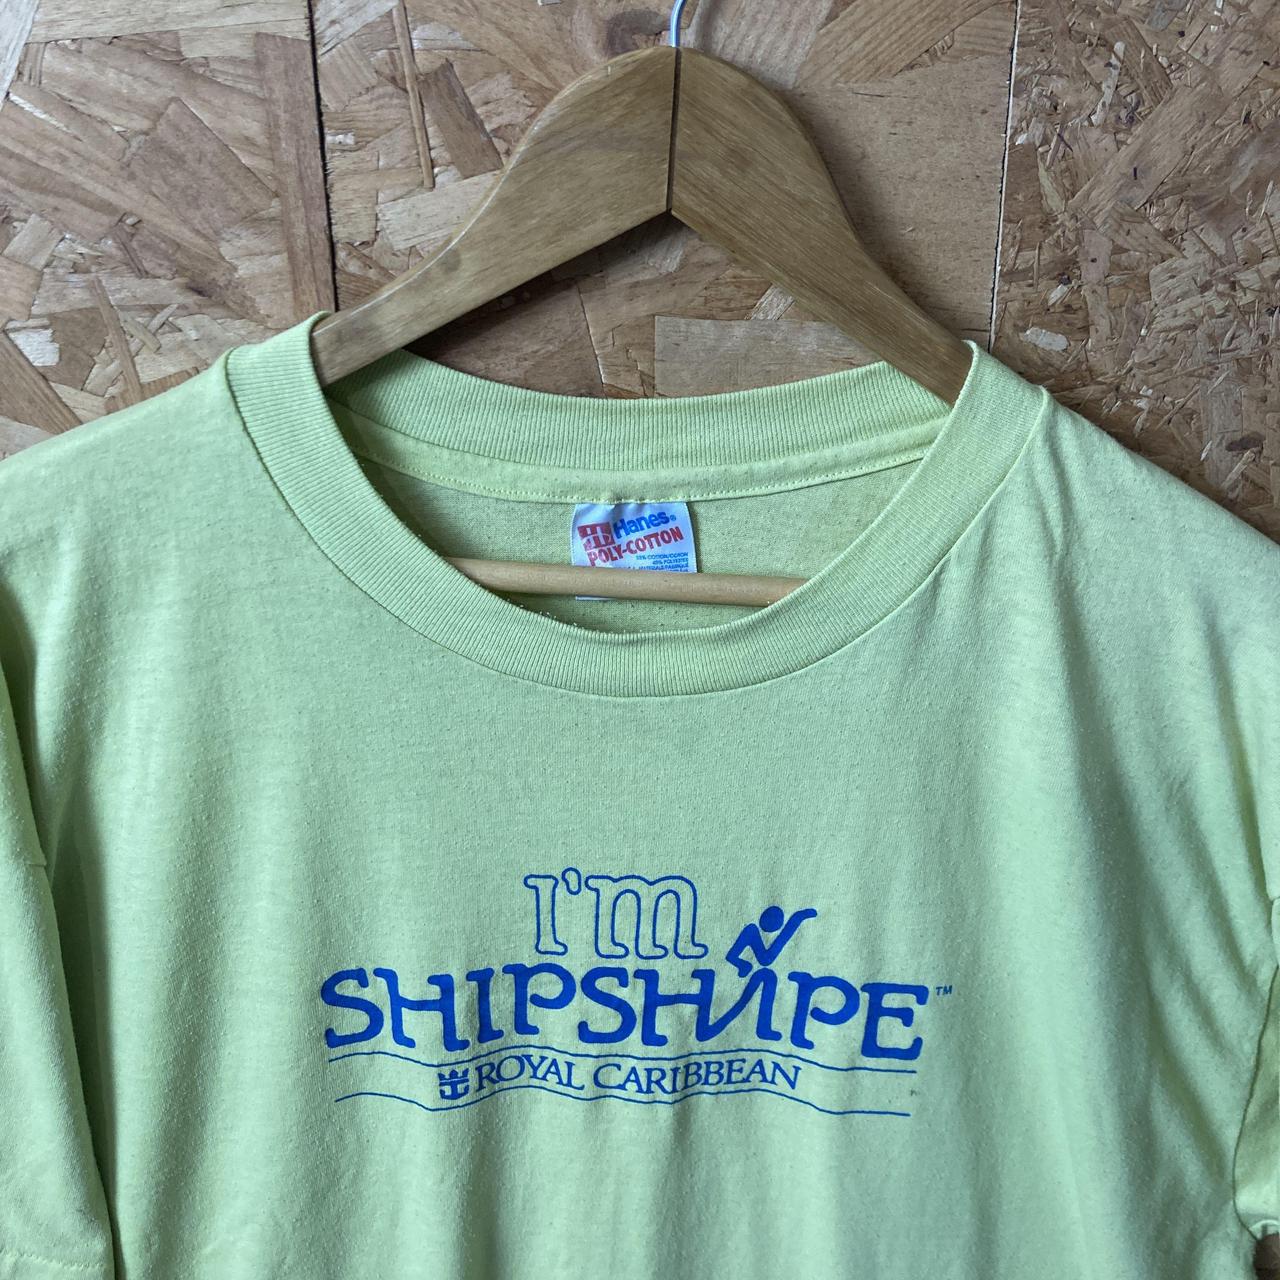 Hanes®
POLY-COTTON
I'm
SHIPSHAPE™
ROYAL CARIBBEAN